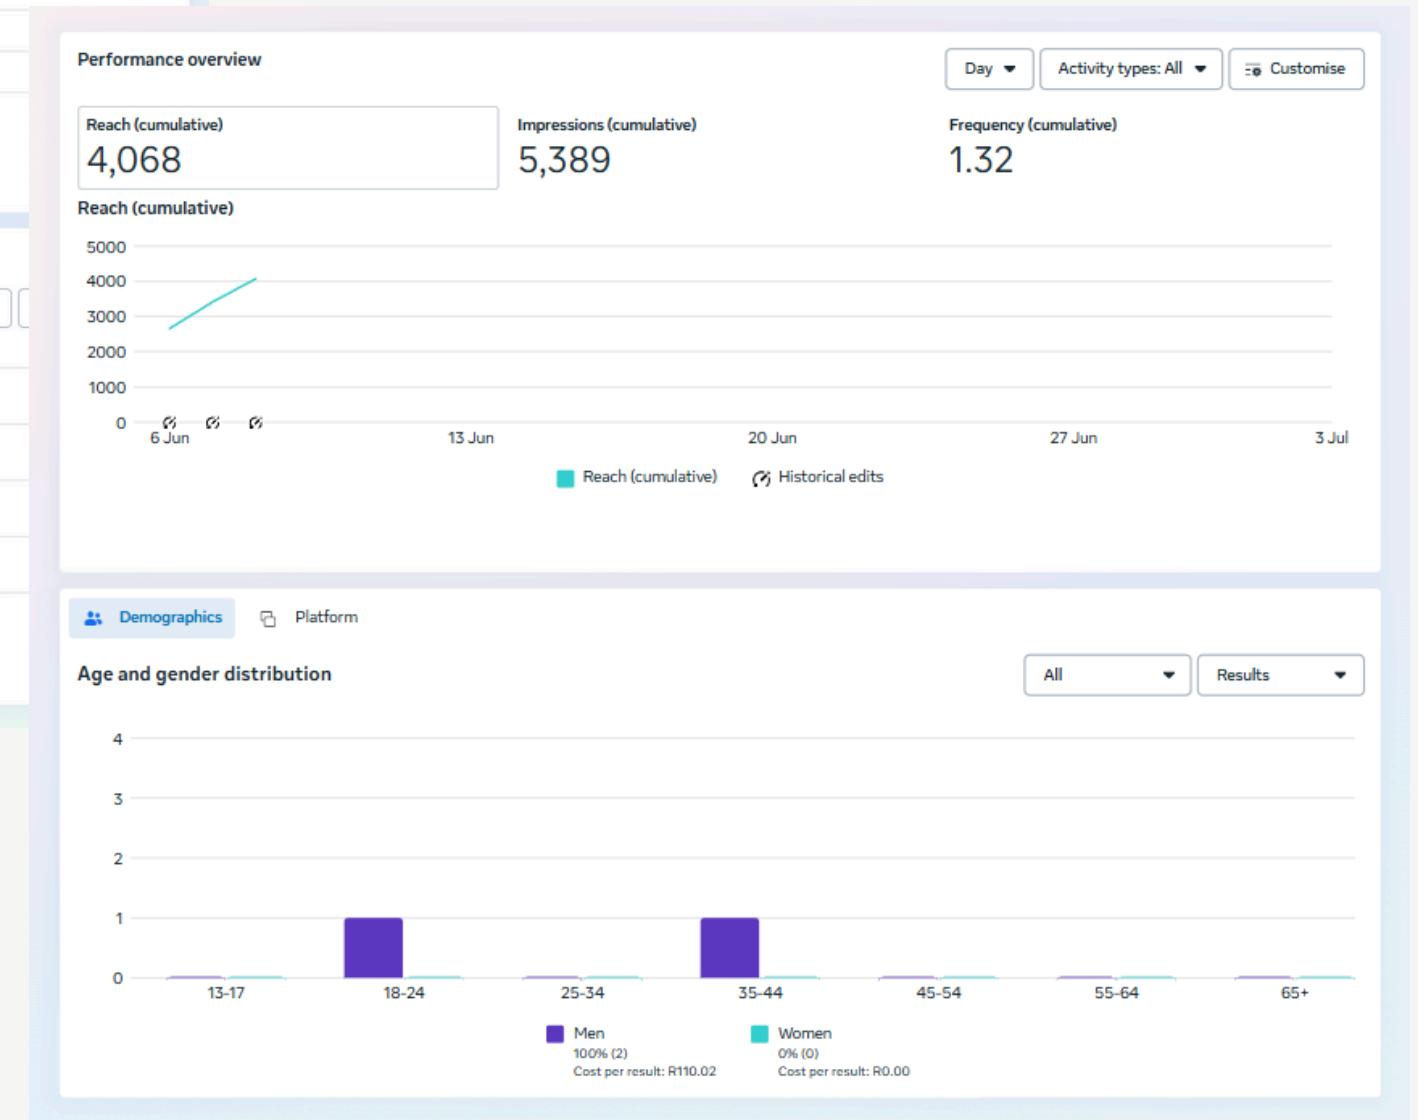 Performance overview
Day
Activity types: All
Customise
Reach (cumulative)
4,068
Impressions (cumulative)
5,389
Frequency (cumulative)
1.32
Reach (cumulative)
5000
4000
3000
2000
1000
0
6 Jun
13 Jun
20 Jun
27 Jun
3 Jul
Reach (cumulative)
Historical edits
Demographics
Platform
Age and gender distribution
All
Results
4
3
2
1
0
13-17
18-24
25-34
35-44
45-54
55-64
65+
Men
100% (2)
Cost per result: R110.02
Women
0% (0)
Cost per result: R0.00